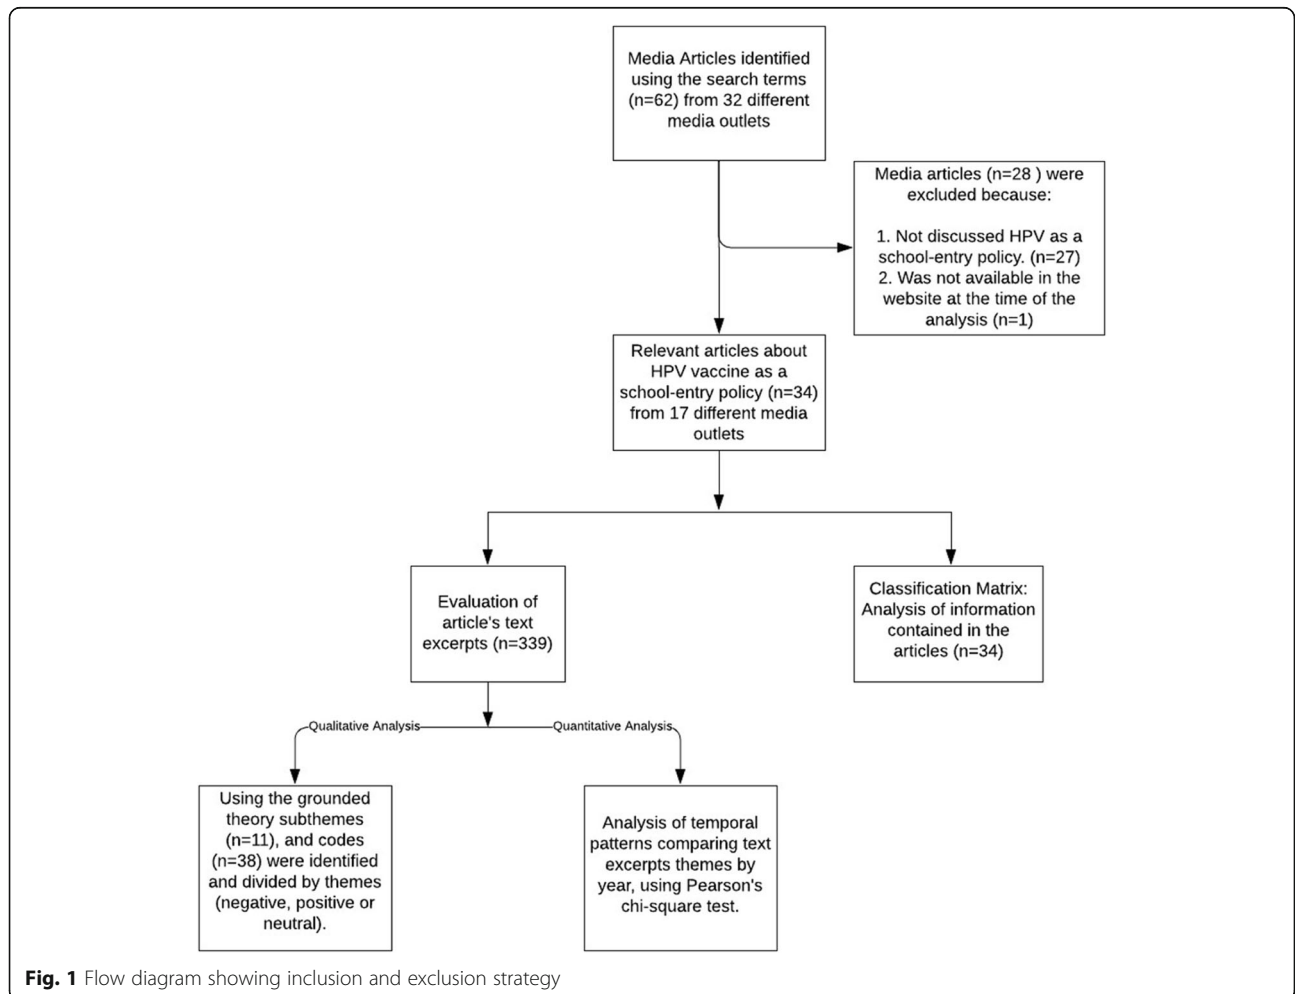 Media Articles identified
using the search terms
(n=62) from 32 different
media outlets
Media articles (n=28 ) were
excluded because:
1. Not discussed HPV as a
school-entry policy. (n=27)
2. Was not available in the
website at the time of the
analysis (n=1)
Relevant articles about
HPV vaccine as a
school-entry policy (n=34)
from 17 different media
outlets
Evaluation of
article's text
excerpts (n=339)
Classification Matrix:
Analysis of information
contained in the
articles (n=34)
Qualitative Analysis
Quantitative Analysis
Using the grounded
theory subthemes
(n=11), and codes
(n=38) were identified
and divided by themes
(negative, positive or
neutral).
Analysis of temporal
patterns comparing text
excerpts themes by
year, using Pearson's
chi-square test.
Fig. 1 Flow diagram showing inclusion and exclusion strategy